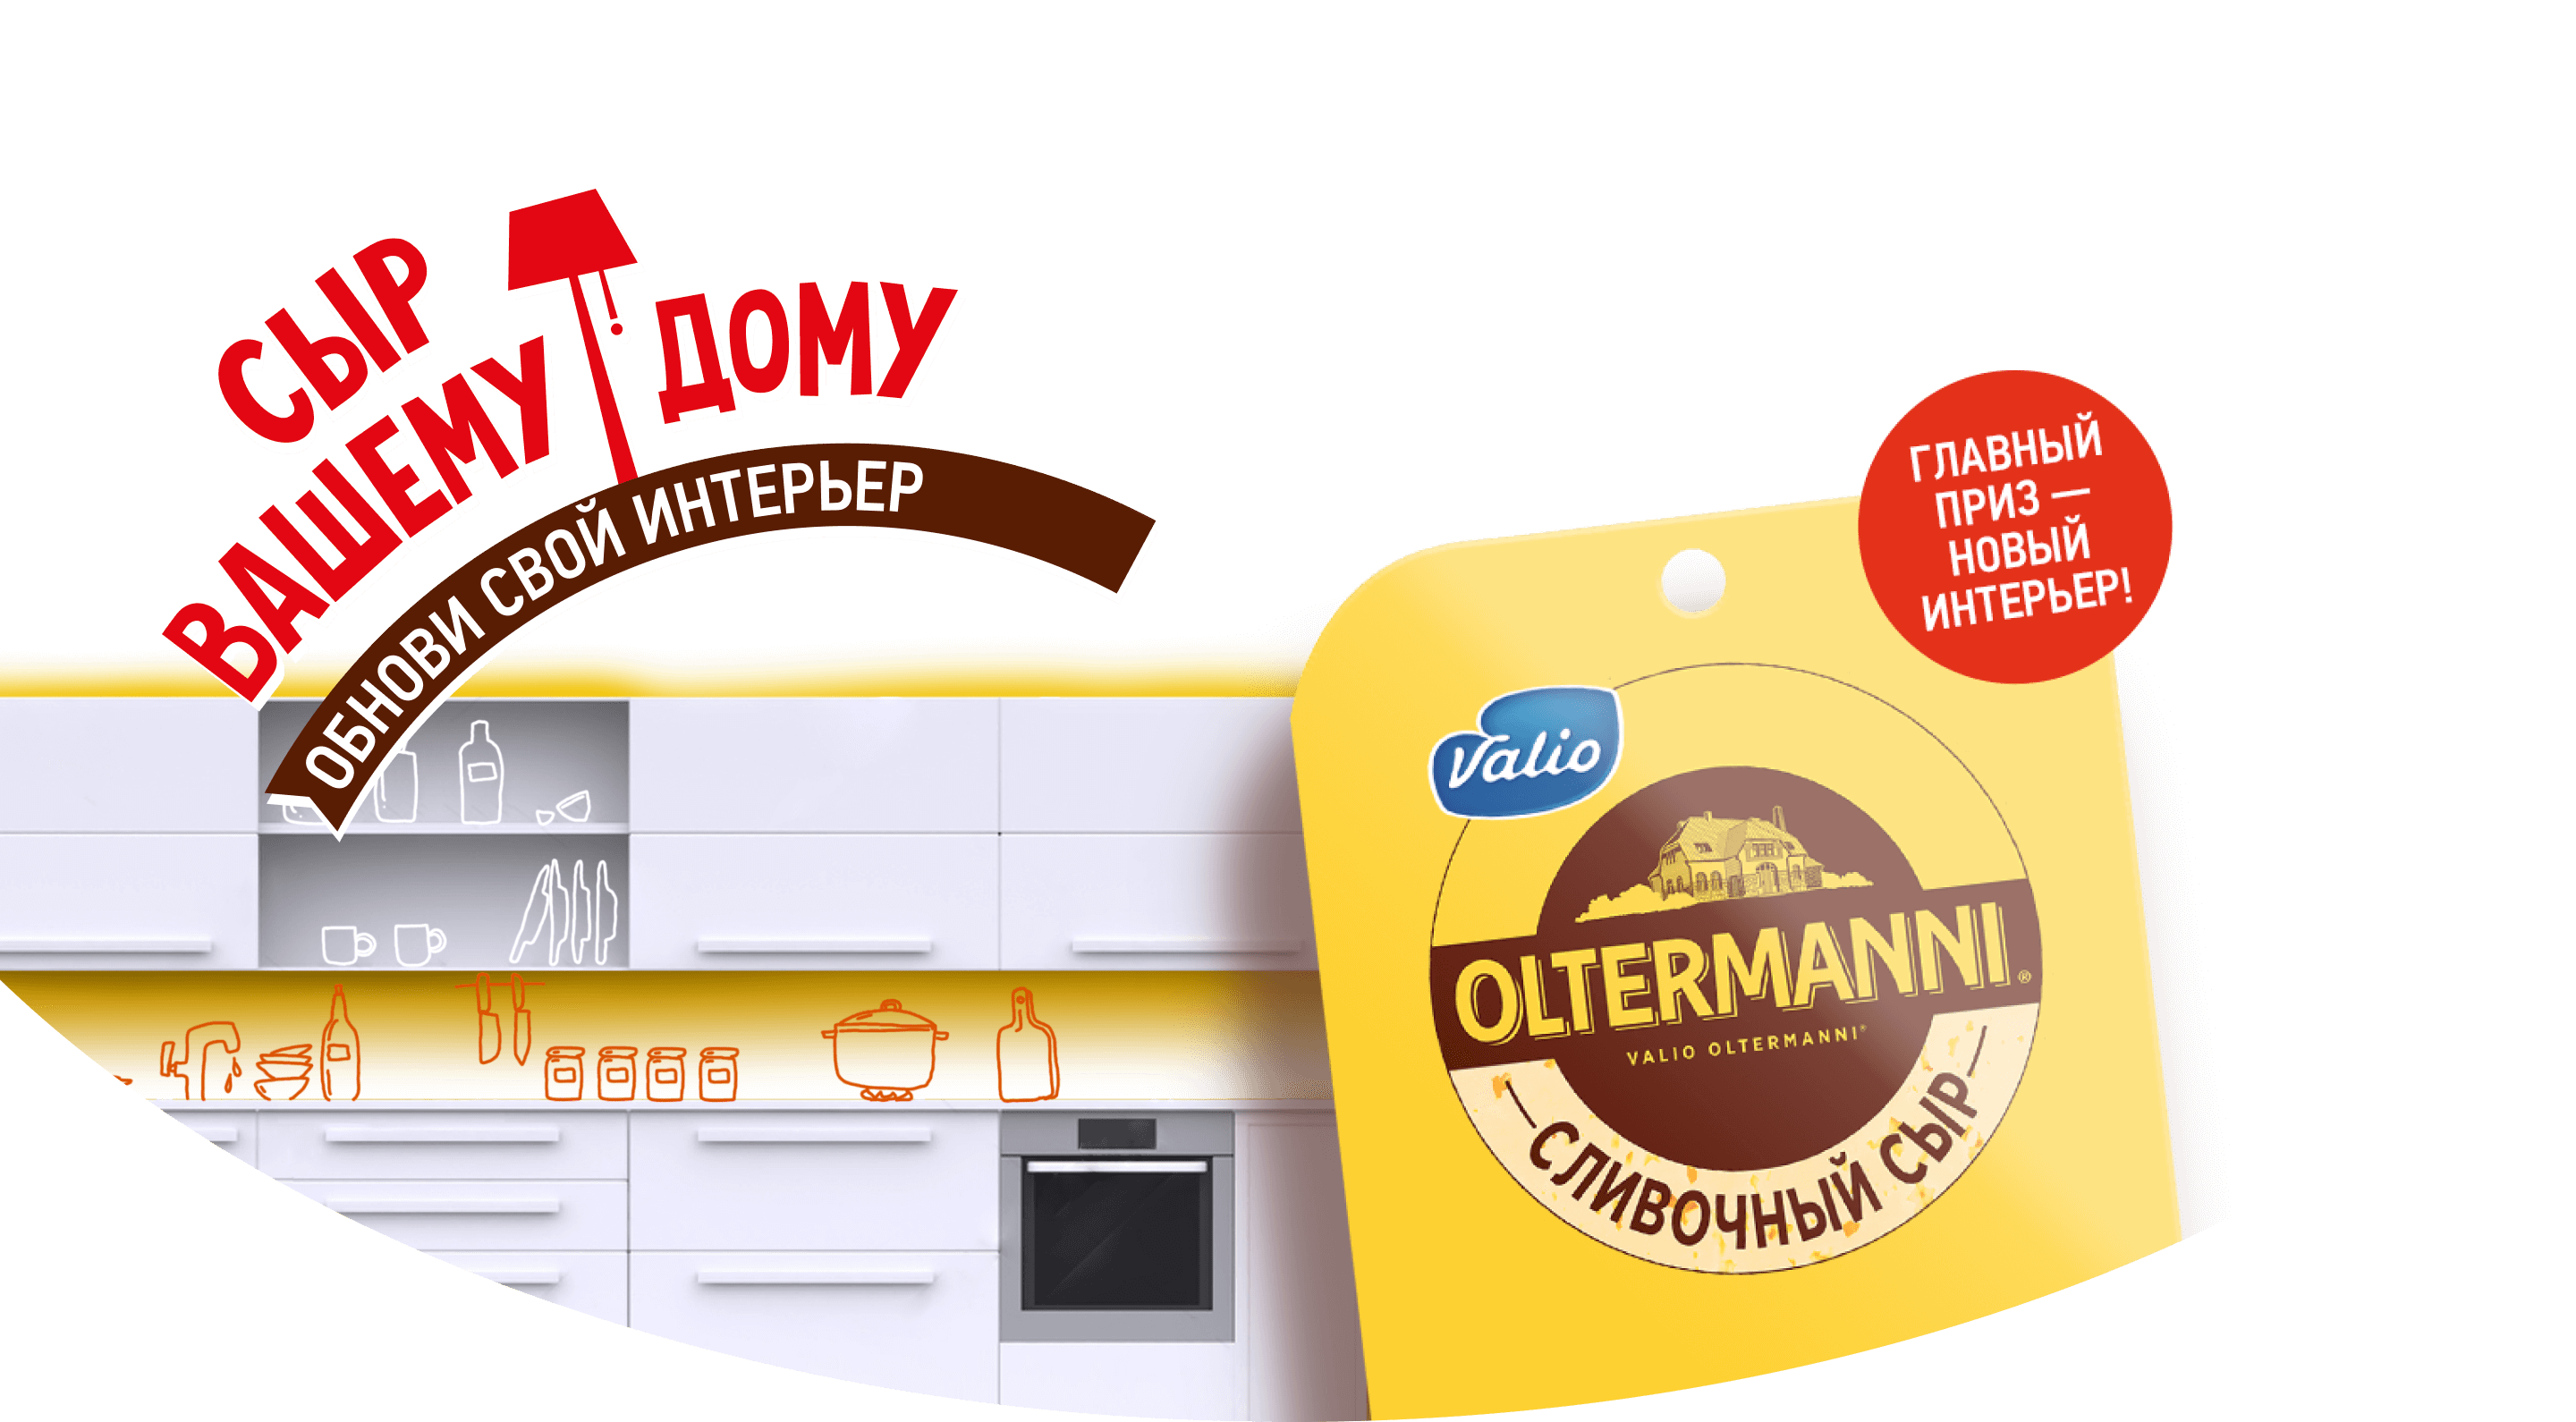 СЫР
ВАШЕМУ ДОМУ
ОБНОВИ СВОЙ ИНТЕРЬЕР
ГЛАВНЫЙ
ПРИЗ —
НОВЫЙ
ИНТЕРЬЕР!
Valio
OLTERMANNI®
VALIO OLTERMANNI®
—СЛИВОЧНЫЙ СЫР—